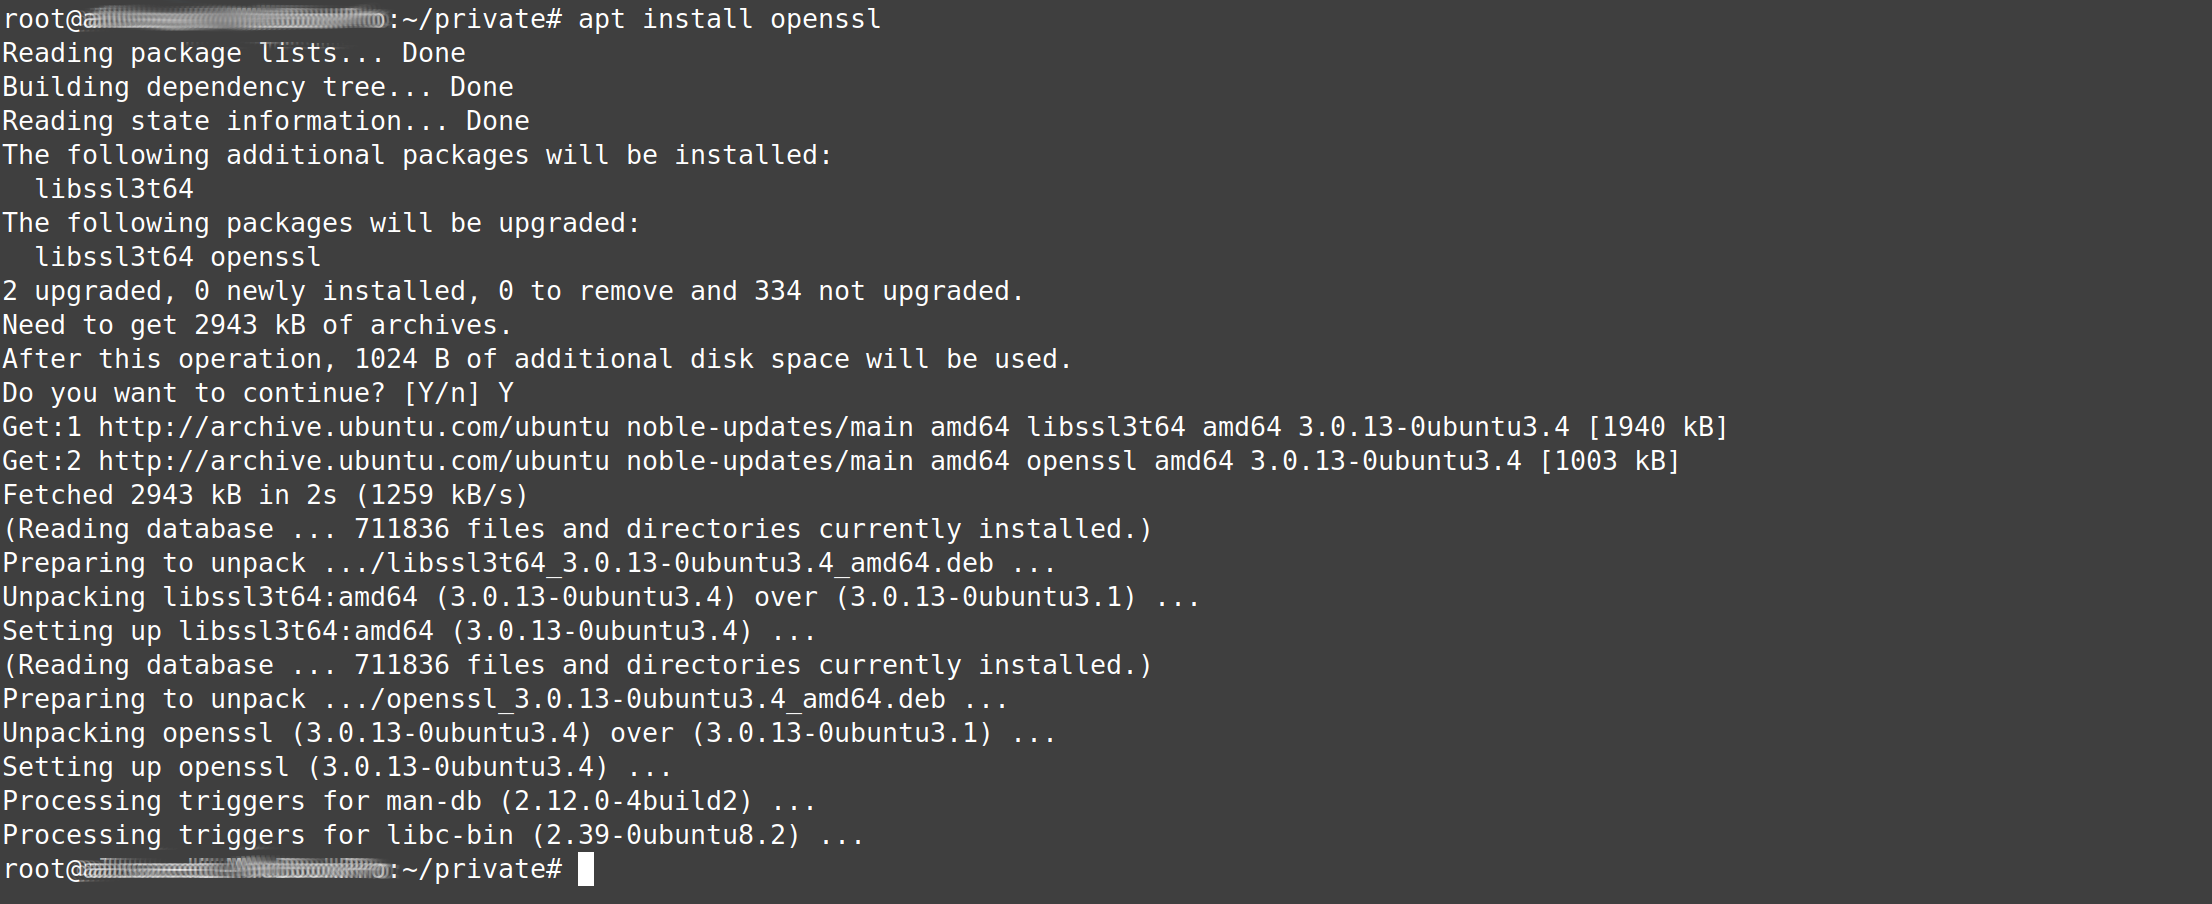 root@:~/private# apt install openssl
Reading package lists... Done
Building dependency tree... Done
Reading state information... Done
The following additional packages will be installed:
  libssl3t64
The following packages will be upgraded:
  libssl3t64 openssl
2 upgraded, 0 newly installed, 0 to remove and 334 not upgraded.
Need to get 2943 kB of archives.
After this operation, 1024 B of additional disk space will be used.
Do you want to continue? [Y/n] Y
Get:1 http://archive.ubuntu.com/ubuntu noble-updates/main amd64 libssl3t64 amd64 3.0.13-0ubuntu3.4 [1940 kB]
Get:2 http://archive.ubuntu.com/ubuntu noble-updates/main amd64 openssl amd64 3.0.13-0ubuntu3.4 [1003 kB]
Fetched 2943 kB in 2s (1259 kB/s)
(Reading database ... 711836 files and directories currently installed.)
Preparing to unpack .../libssl3t64_3.0.13-0ubuntu3.4_amd64.deb ...
Unpacking libssl3t64:amd64 (3.0.13-0ubuntu3.4) over (3.0.13-0ubuntu3.1) ...
Setting up libssl3t64:amd64 (3.0.13-0ubuntu3.4) ...
(Reading database ... 711836 files and directories currently installed.)
Preparing to unpack .../openssl_3.0.13-0ubuntu3.4_amd64.deb ...
Unpacking openssl (3.0.13-0ubuntu3.4) over (3.0.13-0ubuntu3.1) ...
Setting up openssl (3.0.13-0ubuntu3.4) ...
Processing triggers for man-db (2.12.0-4build2) ...
Processing triggers for libc-bin (2.39-0ubuntu8.2) ...
root@:~/private#